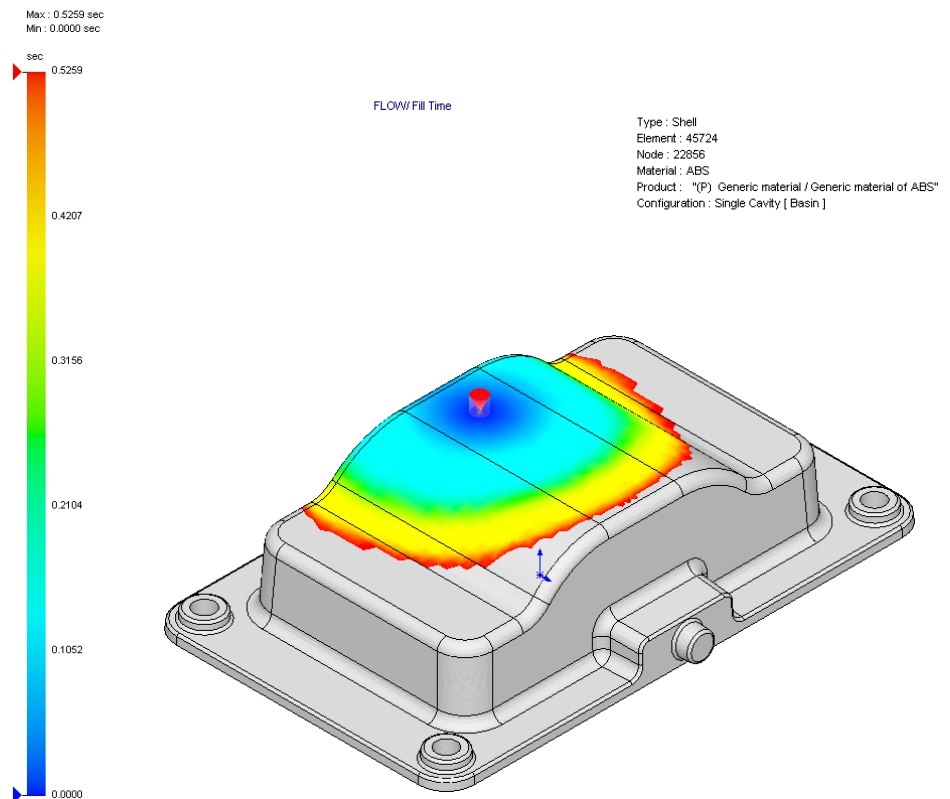 Max : 0.5259 sec
Min : 0.0000 sec
sec
0.5259
0.4207
0.3156
0.2104
0.1052
0.0000
FLOW/ Fill Time
Type : Shell
Element : 45724
Node : 22856
Material : ABS
Product : "(P) Generic material / Generic material of ABS"
Configuration : Single Cavity [ Basin ]